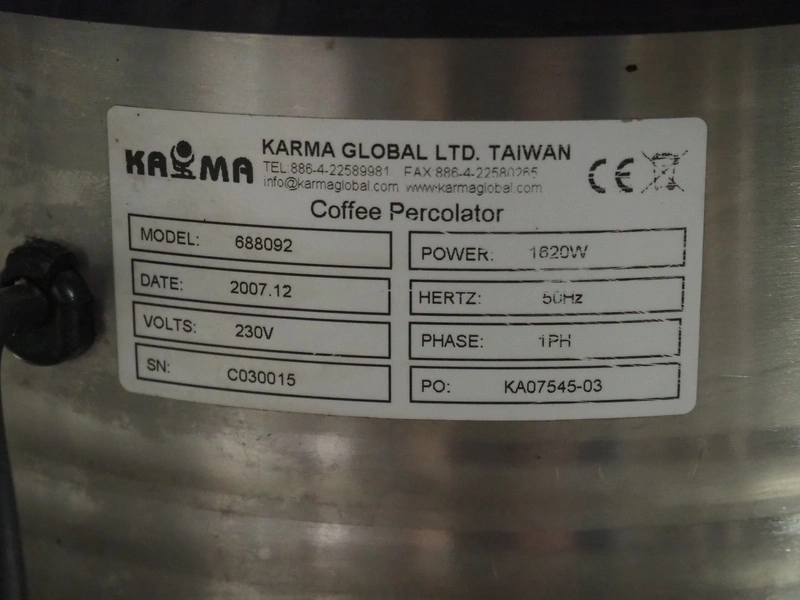 KARMA
KARMA GLOBAL LTD. TAIWAN
TEL:886-4-22589981 FAX:886-4-22580265
info@karmaglobal.com www.karmaglobal.com
CE
Coffee Percolator
MODEL: 688092
POWER: 1620W
DATE: 2007.12
HERTZ: 50Hz
VOLTS: 230V
PHASE: 1PH
SN: C030015
PO: KA07545-03